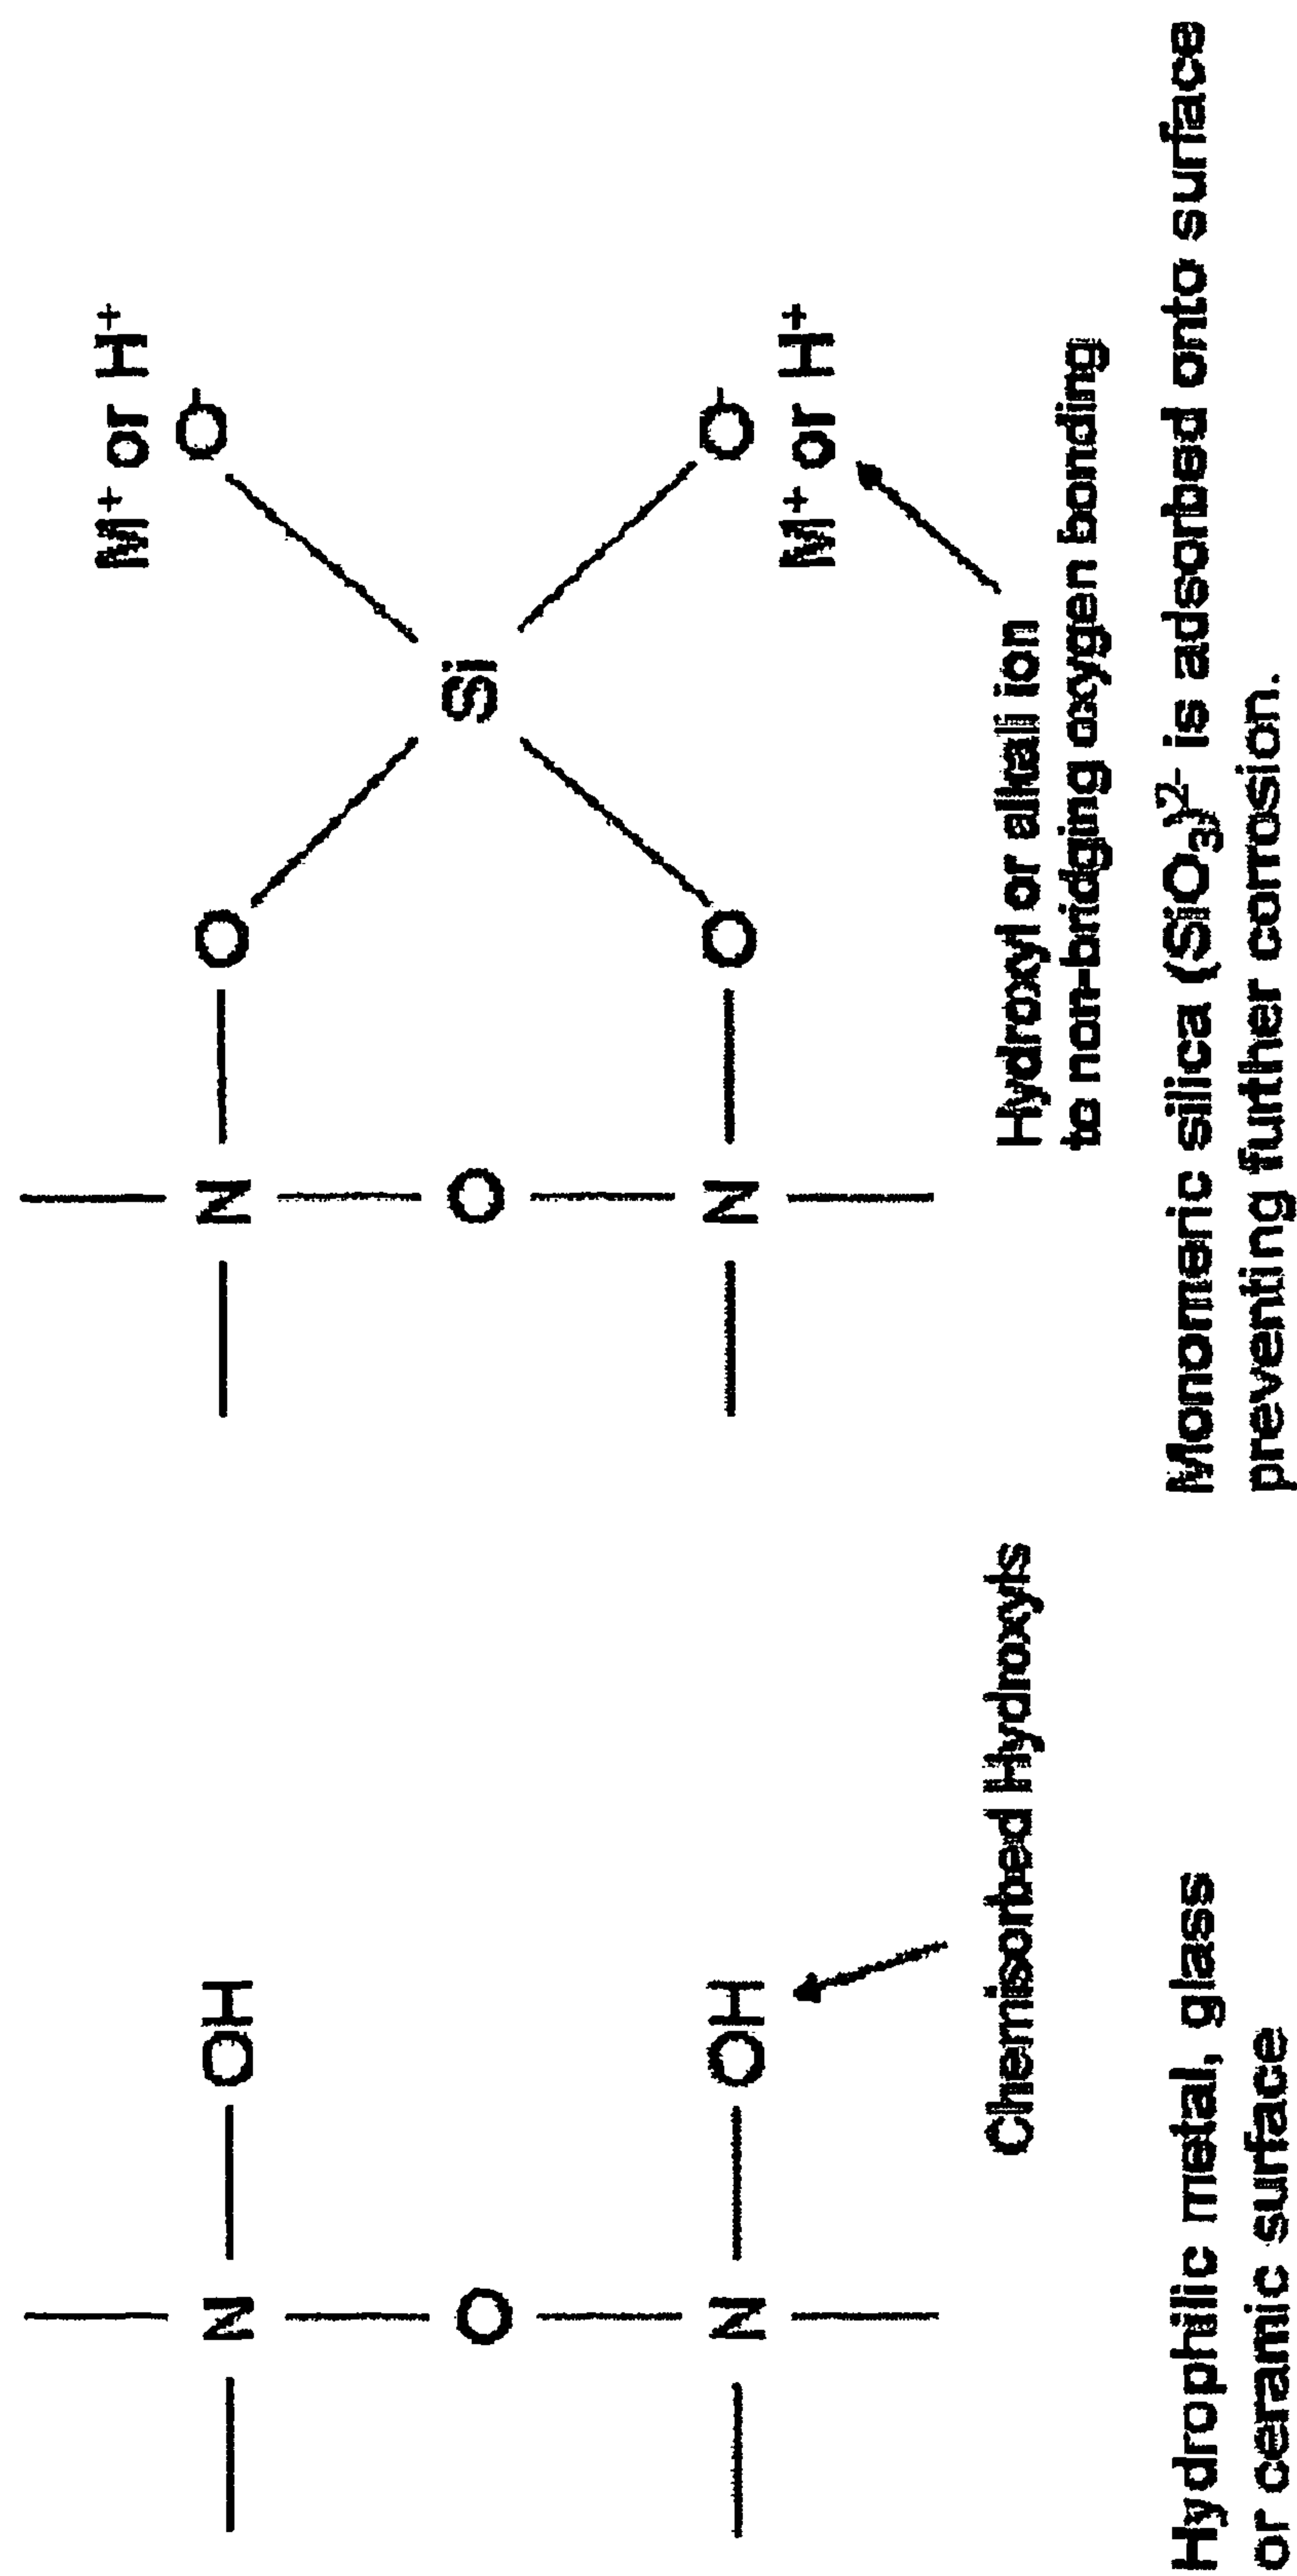 M⁺ or H⁺
Z OH Z O O⁻
O O Si
Z OH Z O O⁻
M⁺ or H⁺
Chemisorbed Hydroxyls
Hydroxyl or alkali ion
to non-bridging oxygen bonding
Hydrophilic metal, glass
or ceramic surface
Monomeric silica (SiO₃)²⁻ is adsorbed onto surface
preventing further corrosion.